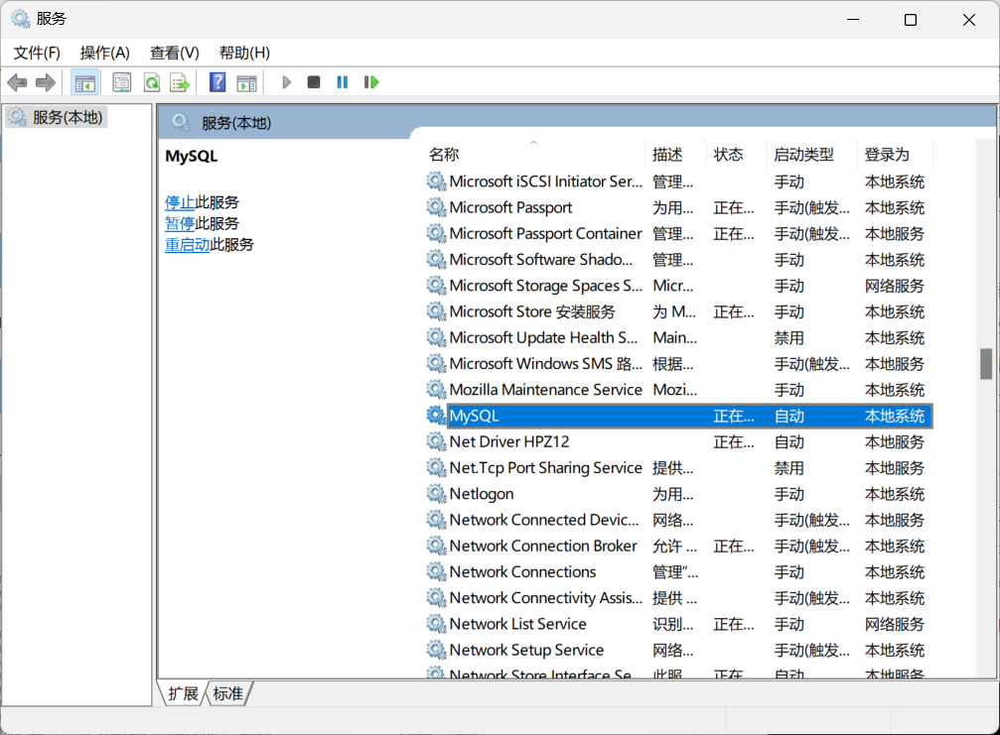 服务
文件(F) 操作(A) 查看(V) 帮助(H)
服务(本地)
服务(本地)
MySQL
停止此服务
暂停此服务
重启动此服务
名称 描述 状态 启动类型 登录为
Microsoft iSCSI Initiator Ser... 管理... 手动 本地系统
Microsoft Passport 为用... 正在... 手动(触发... 本地系统
Microsoft Passport Container 管理... 正在... 手动(触发... 本地服务
Microsoft Software Shado... 管理... 手动 本地系统
Microsoft Storage Spaces S... Micr... 手动 网络服务
Microsoft Store 安装服务 为 M... 正在... 手动 本地系统
Microsoft Update Health S... Main... 禁用 本地系统
Microsoft Windows SMS 路... 根据... 手动(触发... 本地服务
Mozilla Maintenance Service Mozi... 手动 本地系统
MySQL 正在... 自动 本地系统
Net Driver HPZ12 正在... 自动 本地服务
Net.Tcp Port Sharing Service 提供... 禁用 本地服务
Netlogon 为用... 手动 本地系统
Network Connected Devic... 网络... 手动(触发... 本地服务
Network Connection Broker 允许 ... 正在... 手动(触发... 本地系统
Network Connections 管理“... 手动 本地系统
Network Connectivity Assis... 提供 ... 手动(触发... 本地系统
Network List Service 识别... 正在... 手动 网络服务
Network Setup Service 网络... 手动(触发... 本地系统
Network Store Interface Se... 此服... 正在... 自动 本地服务
扩展 标准